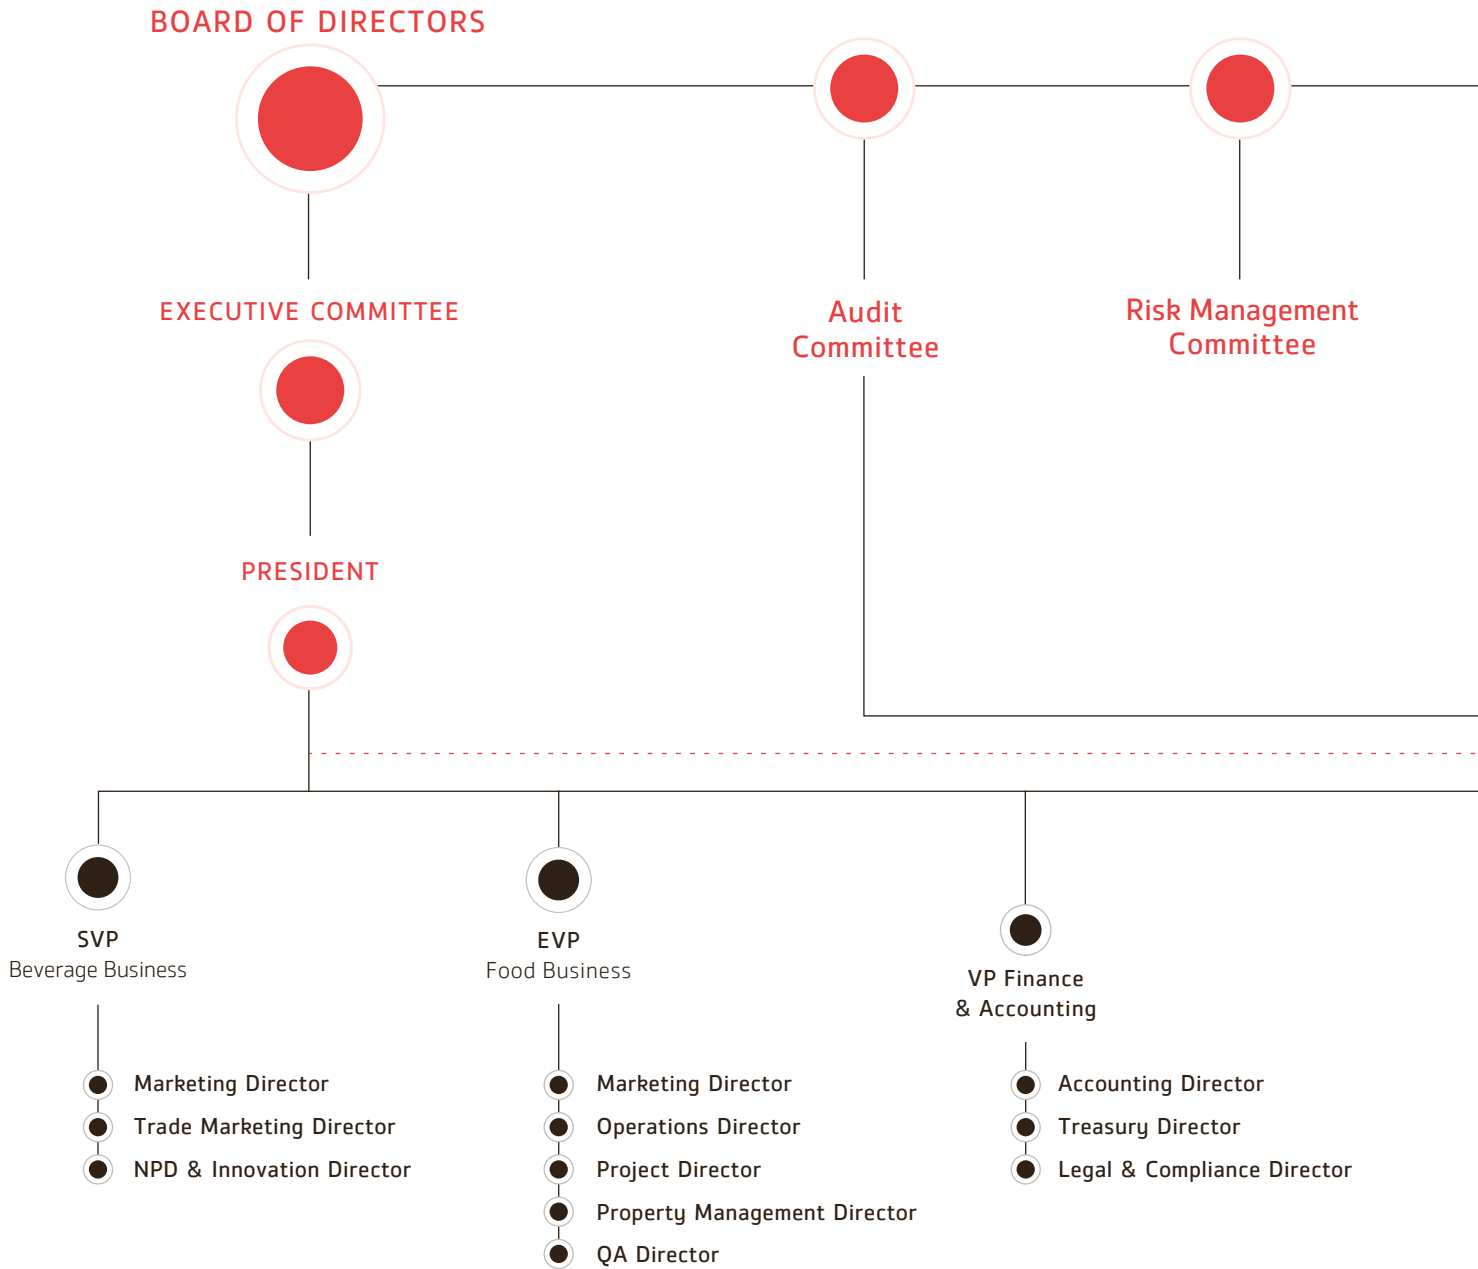 BOARD OF DIRECTORS
EXECUTIVE COMMITTEE
Audit
Committee
Risk Management
Committee
PRESIDENT
SVP
Beverage Business
Marketing Director
Trade Marketing Director
NPD & Innovation Director
EVP
Food Business
Marketing Director
Operations Director
Project Director
Property Management Director
QA Director
VP Finance
& Accounting
Accounting Director
Treasury Director
Legal & Compliance Director